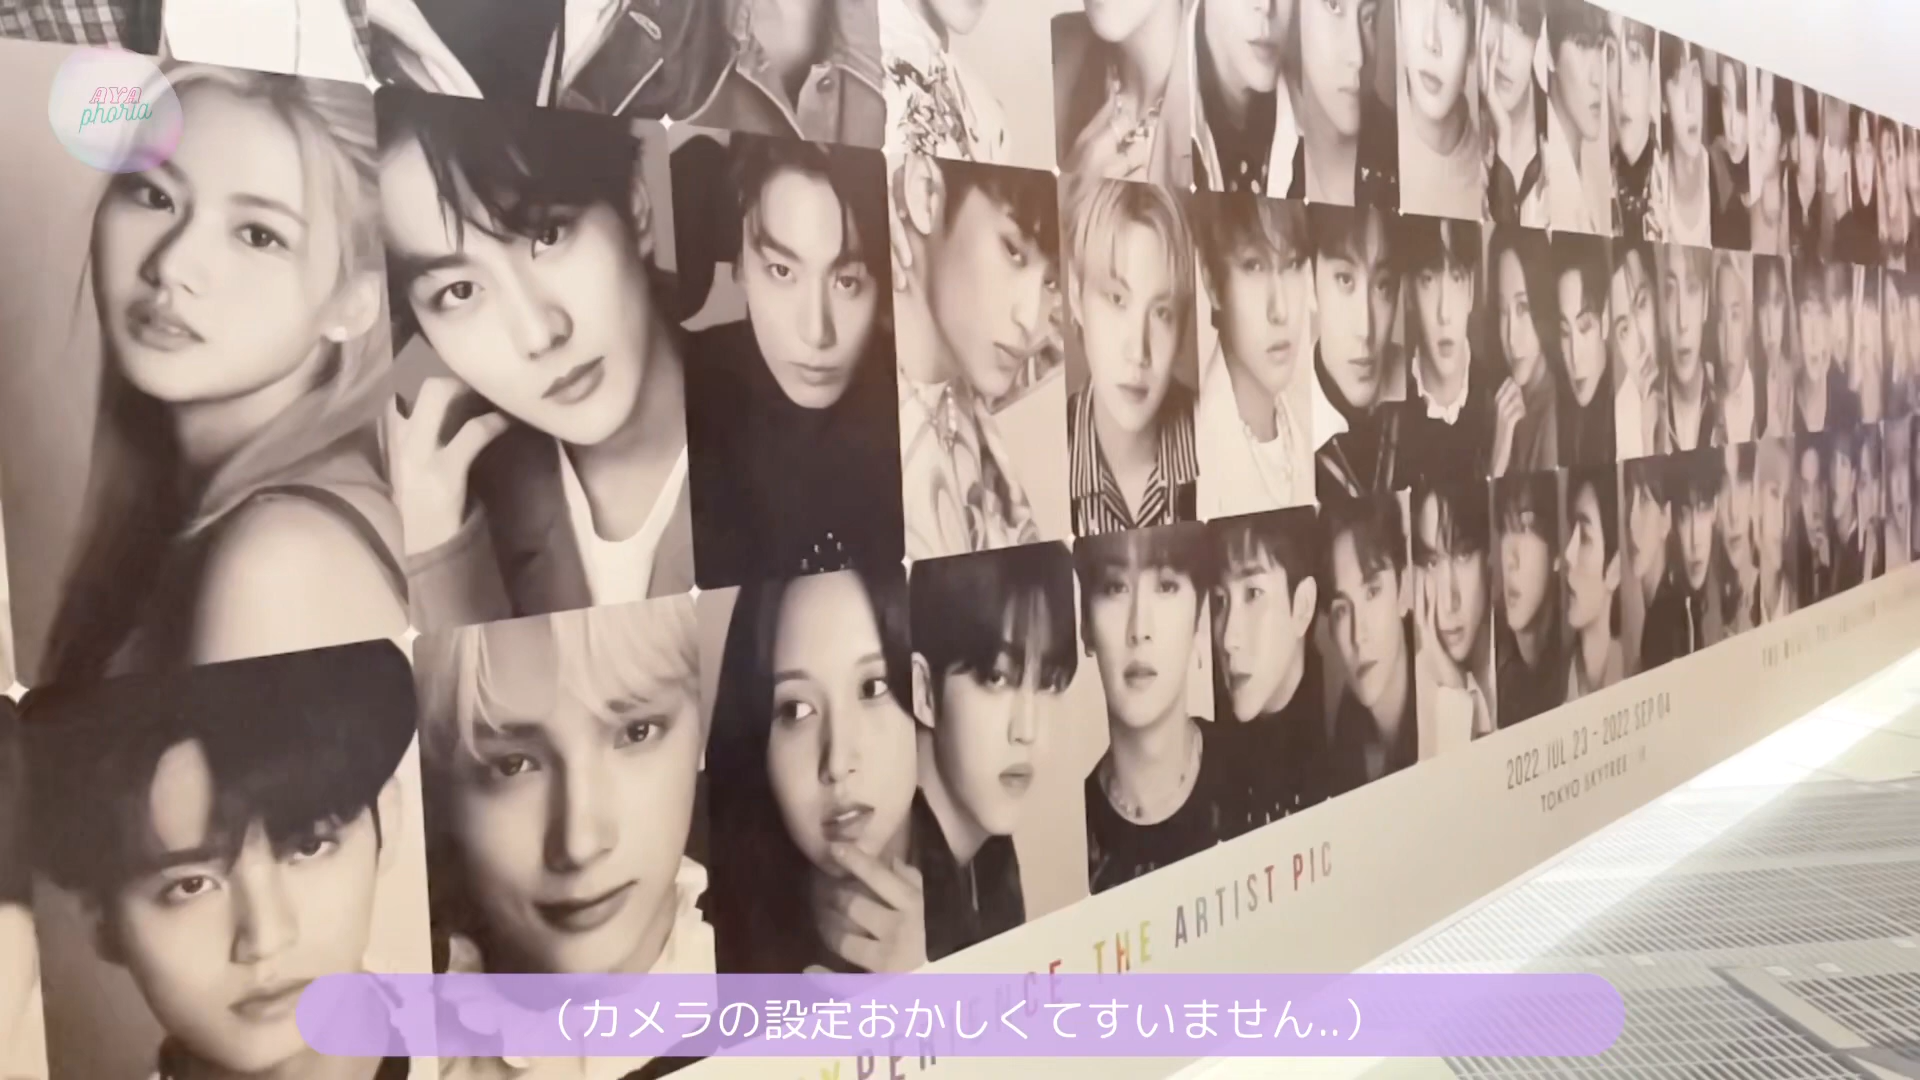 AYA
phoria
2022 JUL 23 - 2022 SEP 04
TOKYO SKYTREE
EXPERIENCE THE ARTIST PIC
（カメラの設定おかしくてすいません..）